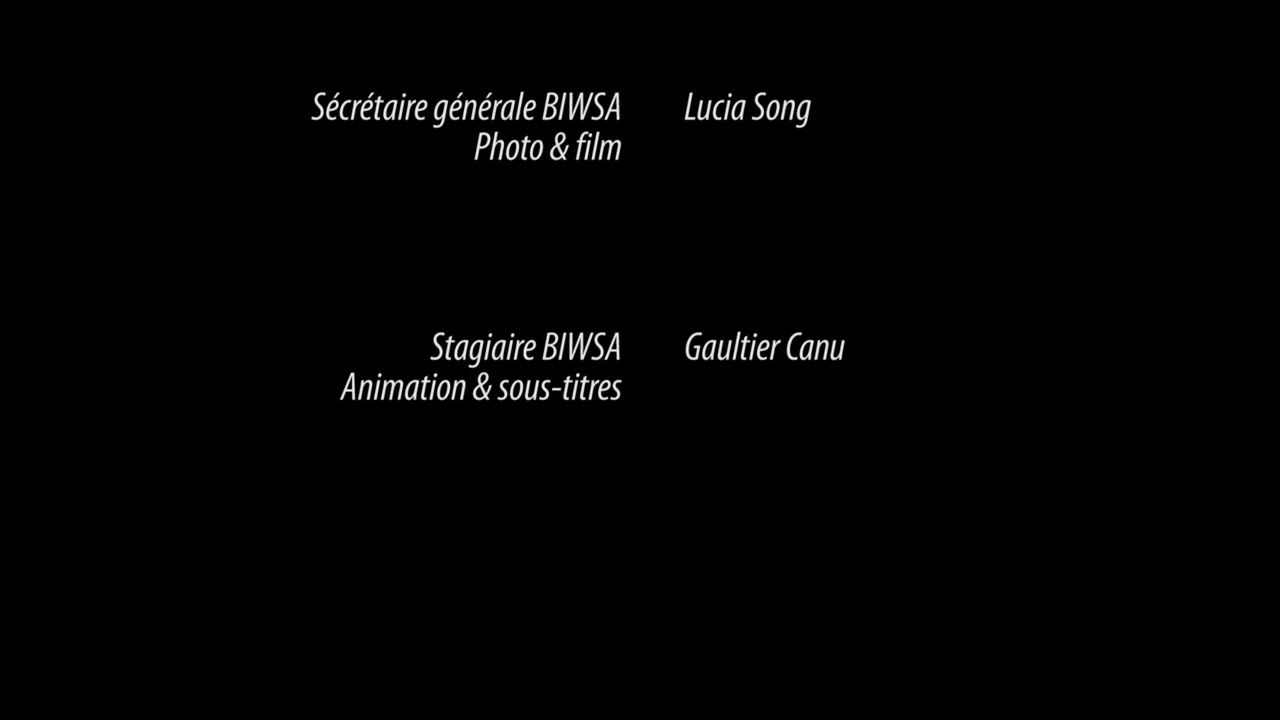 Sécrétaire générale BIWSA Lucia Song
Photo & film
Stagiaire BIWSA Gaultier Canu
Animation & sous-titres